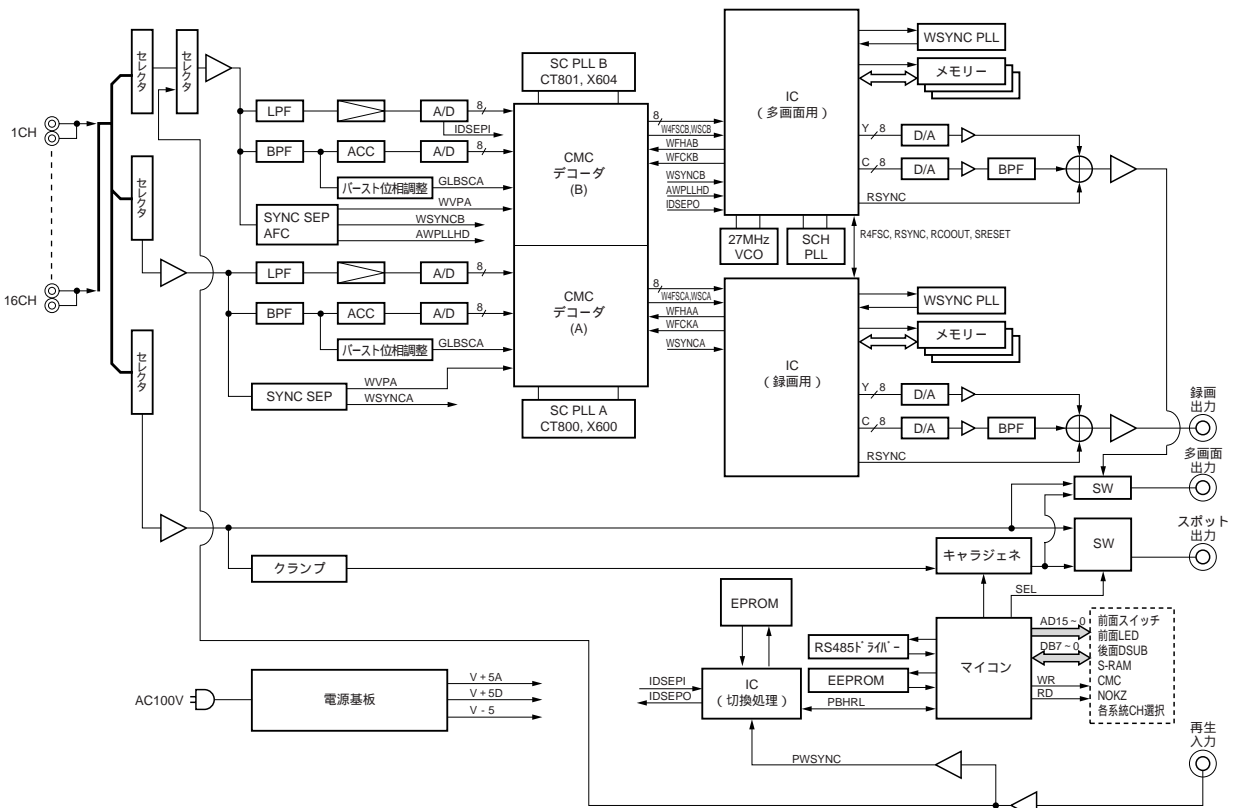 1CH
16CH
セレクタ
セレクタ
セレクタ
セレクタ
LPF
A/D
8
IDSEPI
BPF
ACC
A/D
8
バースト位相調整
GLBSCA
SYNC SEP
AFC
WVPA
WSYNCB
AWPLLHD
LPF
A/D
8
BPF
ACC
A/D
8
バースト位相調整
GLBSCA
SYNC SEP
WVPA
WSYNCA
SC PLL B
CT801, X604
CMC
デコーダ
(B)
CMC
デコーダ
(A)
SC PLL A
CT800, X600
8
W4FSCB,WSCB
WFHAB
WFCKB
WSYNCB
AWPLLHD
IDSEPO
8
W4FSCA,WSCA
WFHAA
WFCKA
WSYNCA
IC
(多画面用)
WSYNC PLL
メモリー
Y
8
D/A
C
8
D/A
BPF
RSYNC
27MHz
VCO
SCH
PLL
R4FSC, RSYNC, RCOOUT, SRESET
IC
(録画用)
WSYNC PLL
メモリー
Y
8
D/A
C
8
D/A
BPF
RSYNC
録画
出力
多画面
出力
SW
スポット
出力
SW
クランプ
キャラジェネ
SEL
EPROM
RS485ﾄﾞﾗｲﾊﾞｰ
EEPROM
マイコン
AD15~0
DB7~0
WR
RD
前面スイッチ
前面LED
後面DSUB
S-RAM
CMC
NOKZ
各系統CH選択
IDSEPI
IDSEPO
IC
(切換処理)
PBHRL
AC100V
電源基板
V+5A
V+5D
V-5
PWSYNC
再生
入力